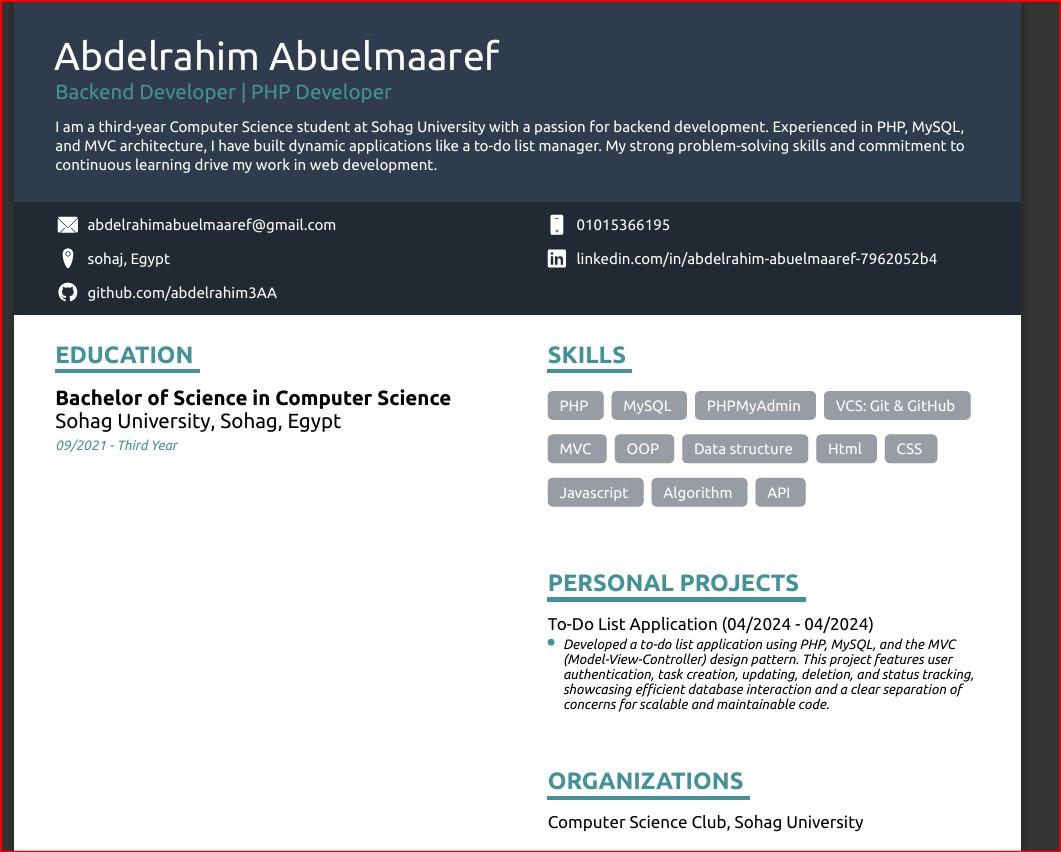 Abdelrahim Abuelmaaref
Backend Developer | PHP Developer
I am a third-year Computer Science student at Sohag University with a passion for backend development. Experienced in PHP, MySQL,
and MVC architecture, I have built dynamic applications like a to-do list manager. My strong problem-solving skills and commitment to
continuous learning drive my work in web development.
abdelrahimabuelmaaref@gmail.com
01015366195
sohaj, Egypt
linkedin.com/in/abdelrahim-abuelmaaref-7962052b4
github.com/abdelrahim3AA
EDUCATION
Bachelor of Science in Computer Science
Sohag University, Sohag, Egypt
09/2021 - Third Year
SKILLS
PHP MySQL PHPMyAdmin VCS: Git & GitHub
MVC OOP Data structure Html CSS
Javascript Algorithm API
PERSONAL PROJECTS
To-Do List Application (04/2024 - 04/2024)
Developed a to-do list application using PHP, MySQL, and the MVC
(Model-View-Controller) design pattern. This project features user
authentication, task creation, updating, deletion, and status tracking,
showcasing efficient database interaction and a clear separation of
concerns for scalable and maintainable code.
ORGANIZATIONS
Computer Science Club, Sohag University